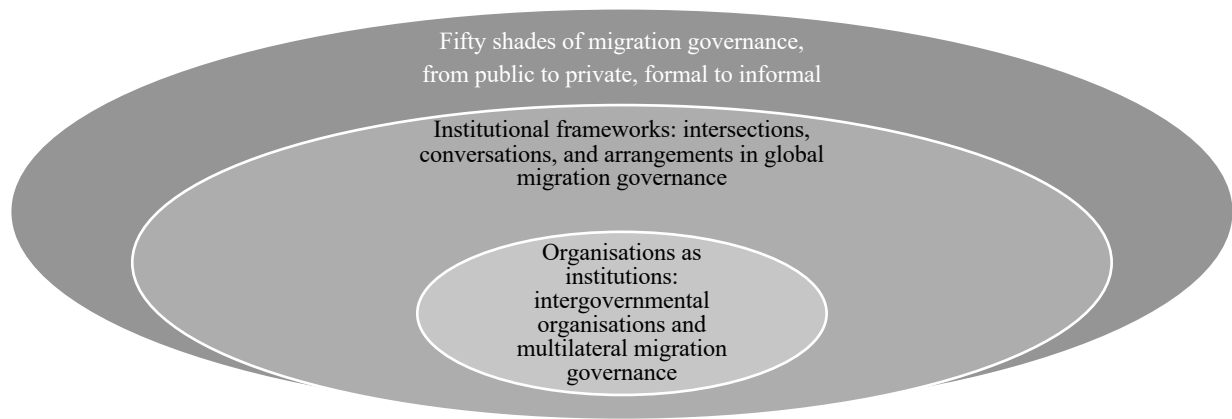 Fifty shades of migration governance,
from public to private, formal to informal
Institutional frameworks: intersections,
conversations, and arrangements in global
migration governance
Organisations as
institutions:
intergovernmental
organisations and
multilateral migration
governance